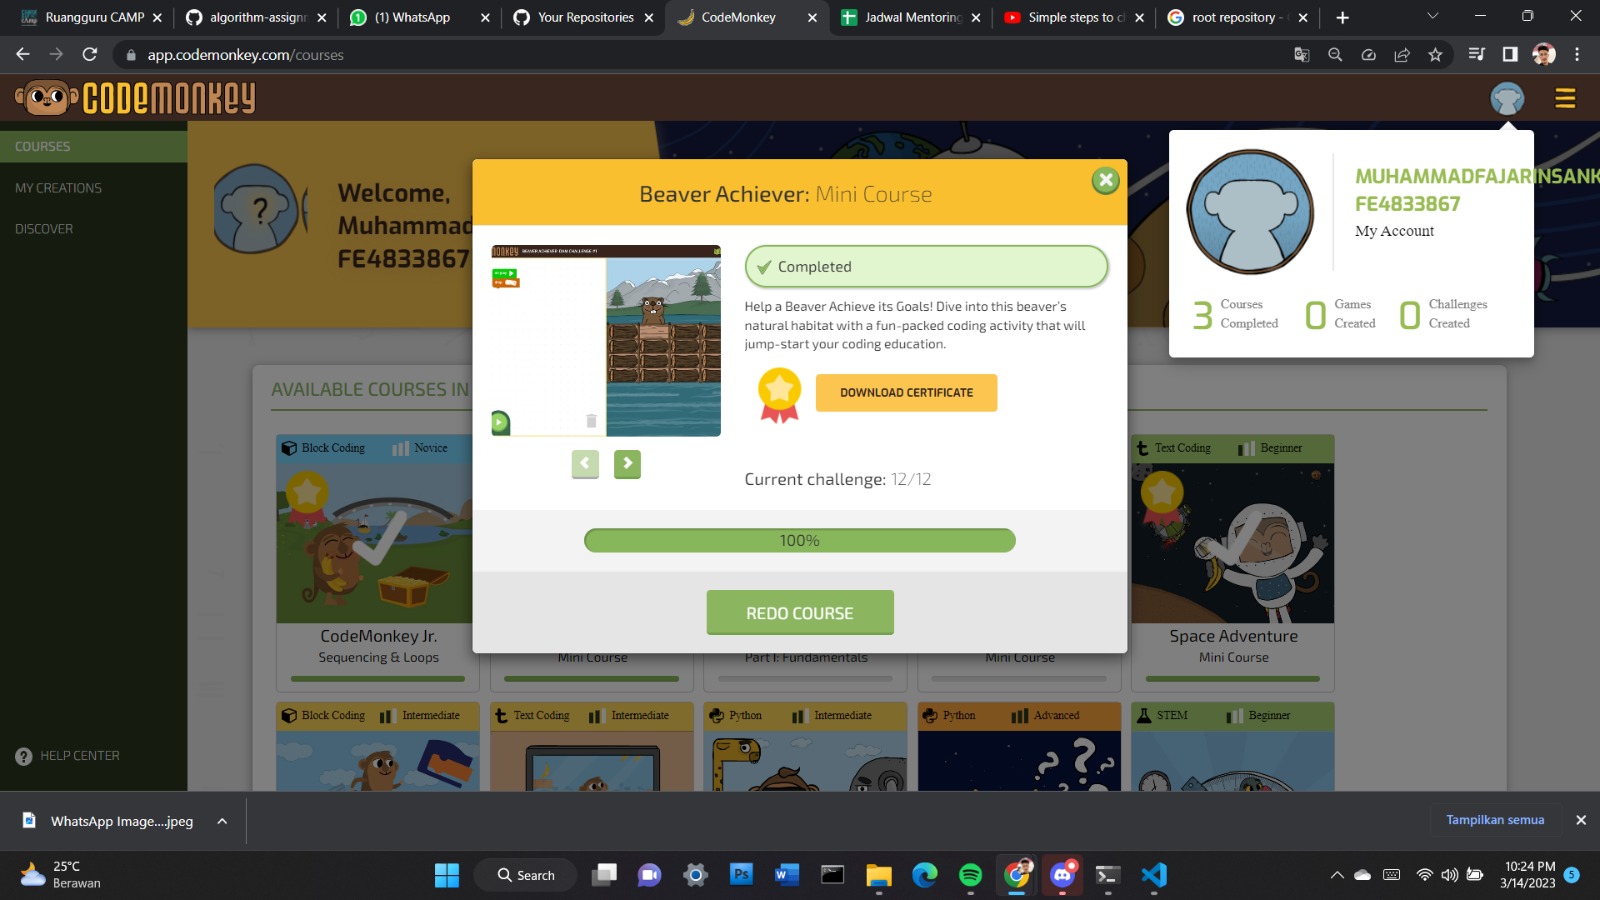 Ruangguru CAMP
algorithm-assignm
(1) WhatsApp
Your Repositories
CodeMonkey
Jadwal Mentoring
Simple steps to c
root repository -
app.codemonkey.com/courses
CODEMONKEY
COURSES
MY CREATIONS
DISCOVER
HELP CENTER
Welcome,
Muhammad
FE4833867
?
Beaver Achiever: Mini Course
Completed
Help a Beaver Achieve its Goals! Dive into this beaver's
natural habitat with a fun-packed coding activity that will
jump-start your coding education.
DOWNLOAD CERTIFICATE
Current challenge: 12/12
100%
REDO COURSE
MUHAMMADFAJARINSANK
FE4833867
My Account
3 Courses Completed
0 Games Created
0 Challenges Created
AVAILABLE COURSES IN
Block Coding Novice
Text Coding Beginner
CodeMonkey Jr.
Sequencing & Loops
Mini Course
Part I: Fundamentals
Mini Course
Space Adventure
Mini Course
Block Coding Intermediate
Text Coding Intermediate
Python Intermediate
Python Advanced
STEM Beginner
WhatsApp Image....jpeg
Tampilkan semua
25°C
Berawan
Search
10:24 PM
3/14/2023
5